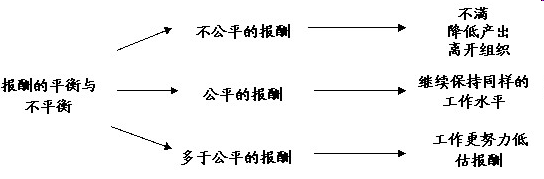 报酬的平衡与
不平衡
不公平的报酬
公平的报酬
多于公平的报酬
不满
降低产出
离开组织
继续保持同样的
工作水平
工作更努力低
估报酬